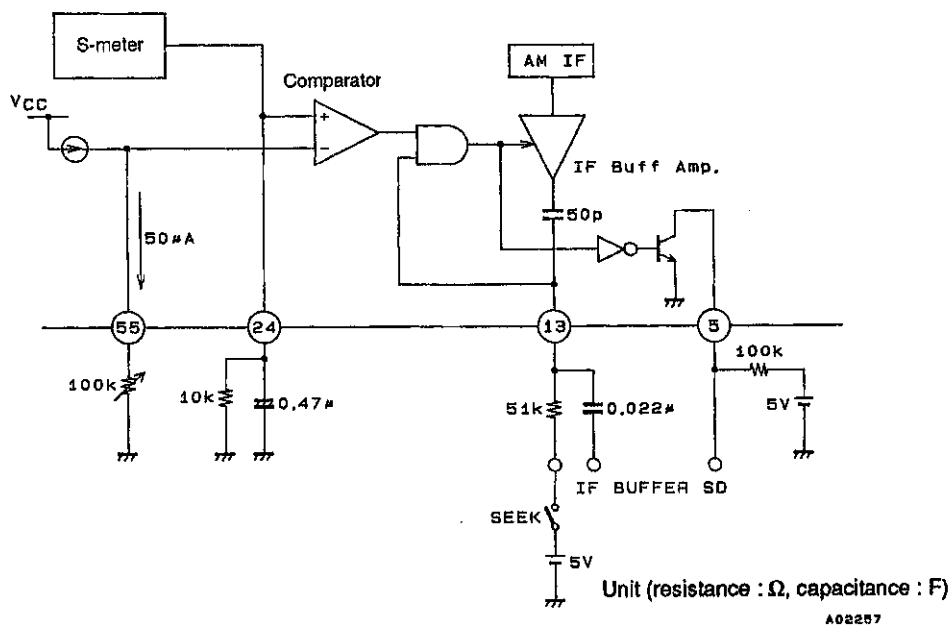 S-meter
AM IF
Comparator
VCC
+
−
IF Buff Amp.
50p
50μA
55
24
13
5
100k
100k
10k
0.47μ
51k
0.022μ
5V
IF BUFFER SD
SEEK
5V
Unit (resistance : Ω, capacitance : F)
A02257